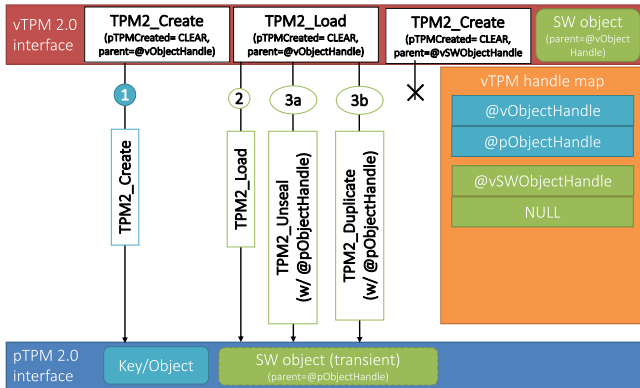 vTPM 2.0
interface
TPM2_Create
(pTPMCreated= CLEAR,
parent=@vObjectHandle)
TPM2_Load
(pTPMCreated= CLEAR,
parent=@vObjectHandle)
TPM2_Create
(pTPMCreated= CLEAR,
parent=@vSWObjectHandle
SW object
(parent=@vObject
Handle)
1
2
3a
3b
TPM2_Create
TPM2_Load
TPM2_Unseal
(w/ @pObjectHandle)
TPM2_Duplicate
(w/ @pObjectHandle)
vTPM handle map
@vObjectHandle
@pObjectHandle
@vSWObjectHandle
NULL
pTPM 2.0
interface
Key/Object
SW object (transient)
(parent=@pObjectHandle)